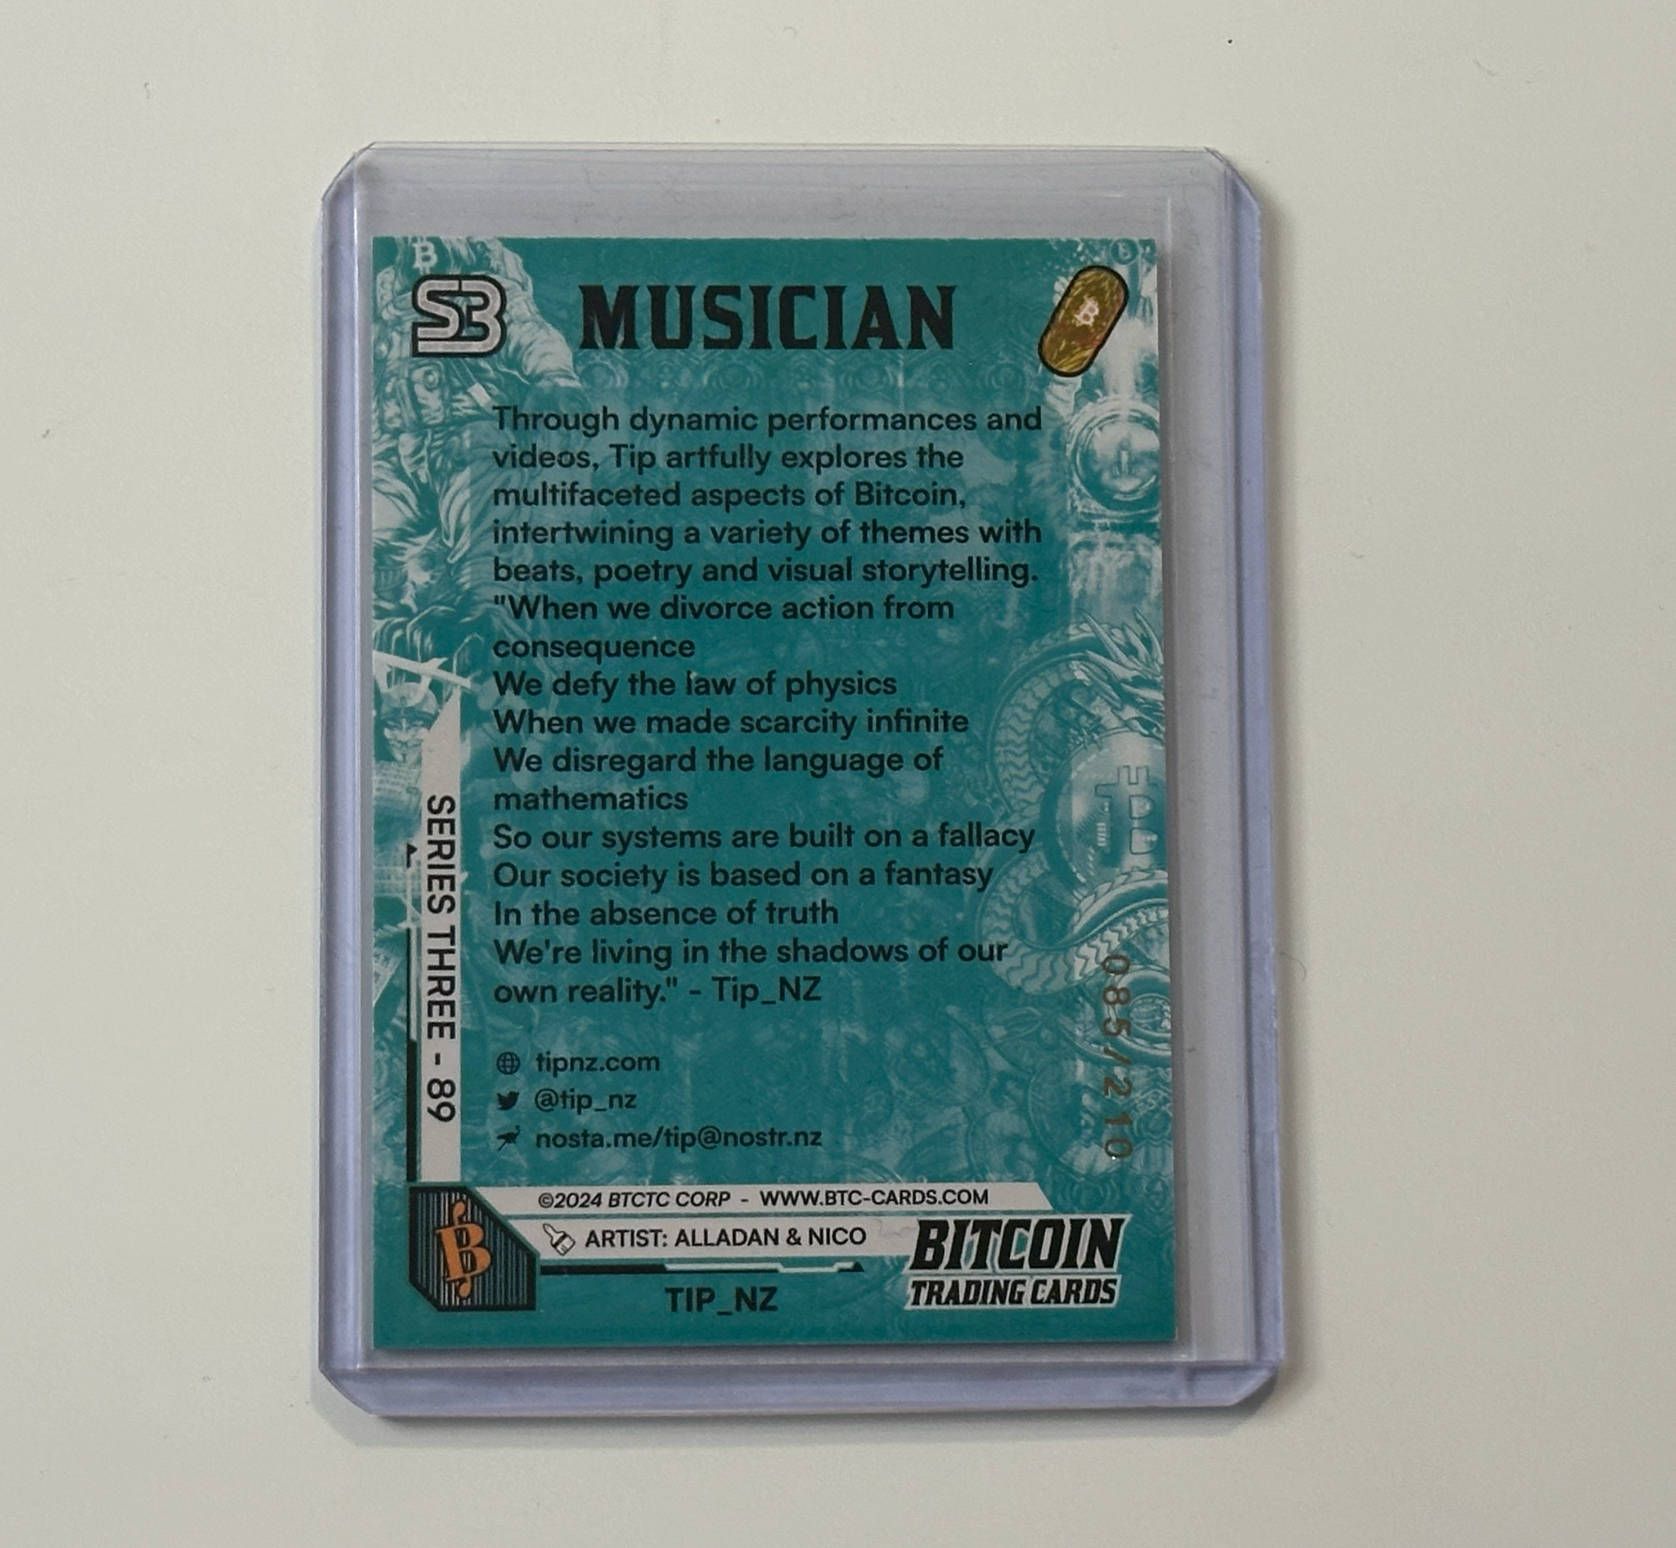 S3
MUSICIAN
Through dynamic performances and
videos, Tip artfully explores the
multifaceted aspects of Bitcoin,
intertwining a variety of themes with
beats, poetry and visual storytelling.
"When we divorce action from
consequence
We defy the law of physics
When we made scarcity infinite
We disregard the language of
mathematics
So our systems are built on a fallacy
Our society is based on a fantasy
In the absence of truth
We're living in the shadows of our
own reality." - Tip_NZ
tipnz.com
@tip_nz
nosta.me/tip@nostr.nz
SERIES THREE - 89
085/210
©2024 BTCTC CORP - WWW.BTC-CARDS.COM
ARTIST: ALLADAN & NICO
TIP_NZ
BITCOIN
TRADING CARDS